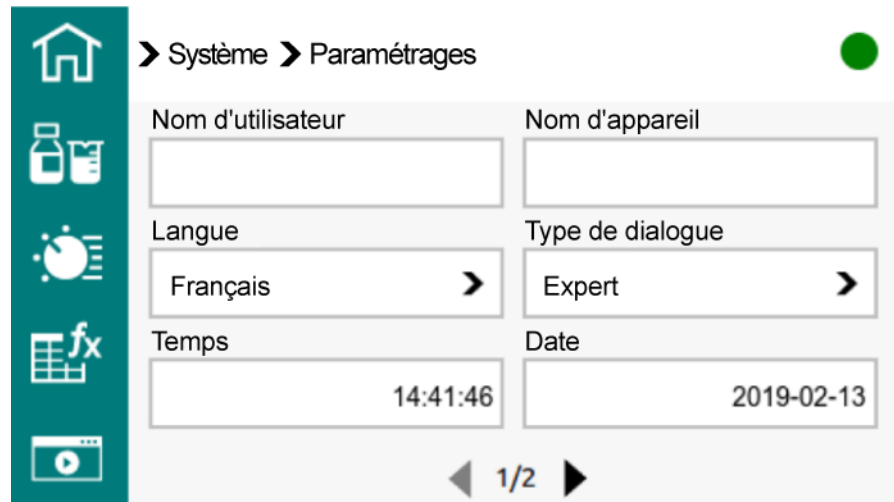 Système Paramétrages
Nom d'utilisateur Nom d'appareil
Langue Type de dialogue
Français Expert
Temps Date
14:41:46 2019-02-13
1/2
fx